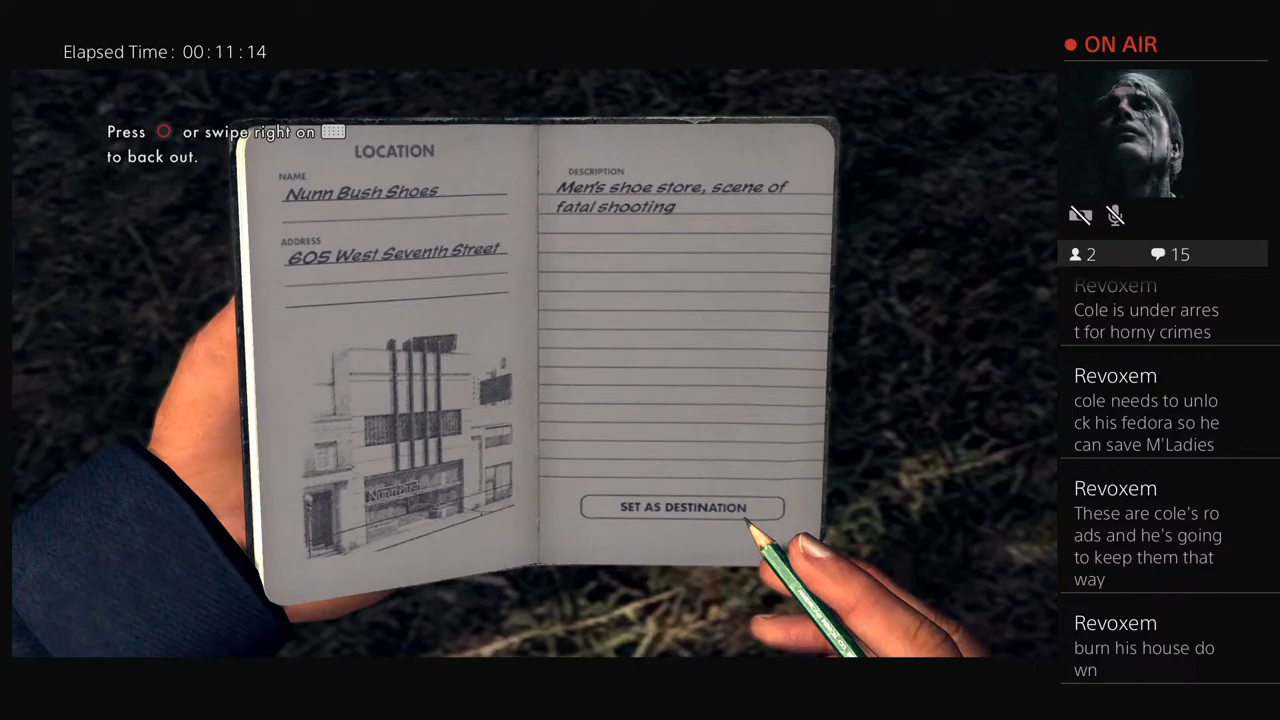 Elapsed Time: 00:11:14
ON AIR
Press or swipe right on
to back out.
LOCATION
NAME
Nunn Bush Shoes
ADDRESS
605 West Seventh Street
DESCRIPTION
Men's shoe store, scene of
fatal shooting
SET AS DESTINATION
2
15
Revoxem
Cole is under arres
t for horny crimes
Revoxem
cole needs to unlo
ck his fedora so he
can save M'Ladies
Revoxem
These are cole's ro
ads and he's going
to keep them that
way
Revoxem
burn his house do
wn